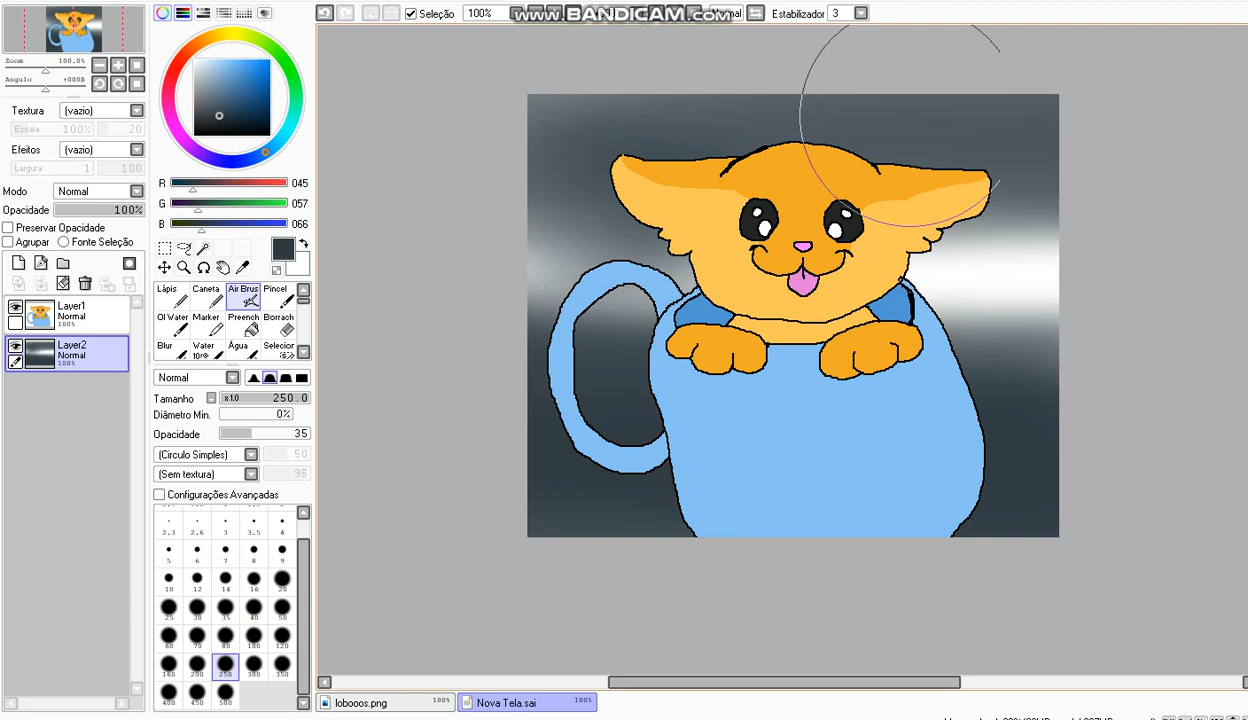 Seleção 100% www.BANDICAM.com Normal Estabilizador 3
Zoom 100.0%
Angulo +000θ
Textura (vazio)
Escala 100% 20
Efeitos (vazio)
Largura 1 100
Modo Normal
Opacidade 100%
Preservar Opacidade
Agrupar Fonte Seleção
Layer1
Normal
100%
Layer2
Normal
100%
R 045
G 057
B 066
Lápis Caneta Air Brus Pincel
Ol Water Marker Preench Borrach
Blur Water Água Selecior
Normal
Tamanho x1.0 250.0
Diâmetro Min. 0%
Opacidade 35
(Circulo Simples) 50
(Sem textura) 95
Configurações Avançadas
2.3 2.6 3 3.5 4
5 6 7 8 9
10 12 14 16 20
25 30 35 40 50
60 70 80 100 120
160 200 250 300 350
400 450 500
lobooos.png 100% Nova Tela.sai 100%